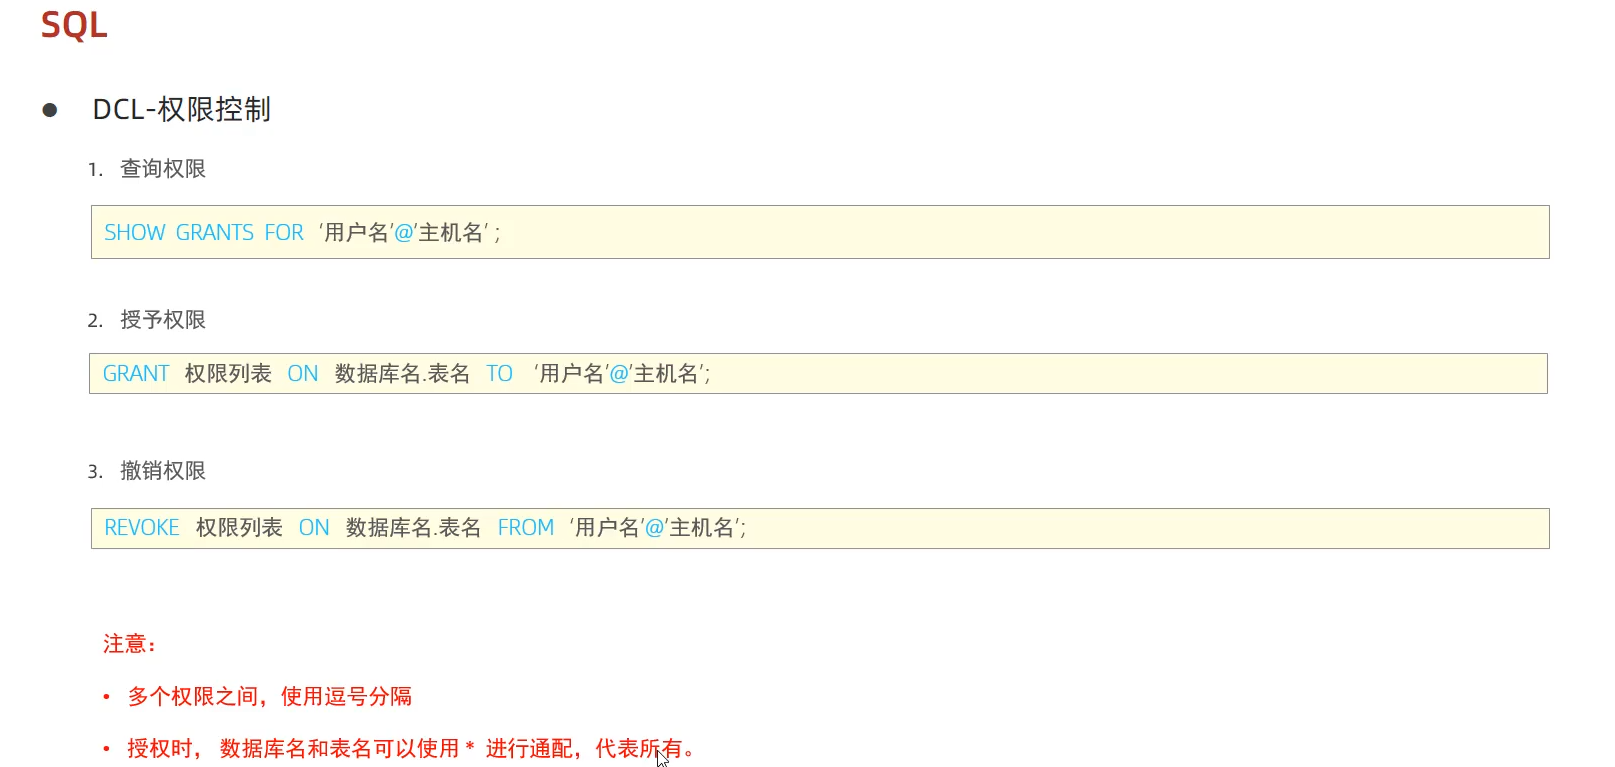 SQL
● DCL-权限控制
1. 查询权限
SHOW GRANTS FOR '用户名'@'主机名' ;
2. 授予权限
GRANT 权限列表 ON 数据库名.表名 TO '用户名'@'主机名';
3. 撤销权限
REVOKE 权限列表 ON 数据库名.表名 FROM '用户名'@'主机名';
注意：
• 多个权限之间，使用逗号分隔
• 授权时， 数据库名和表名可以使用 * 进行通配，代表所有。